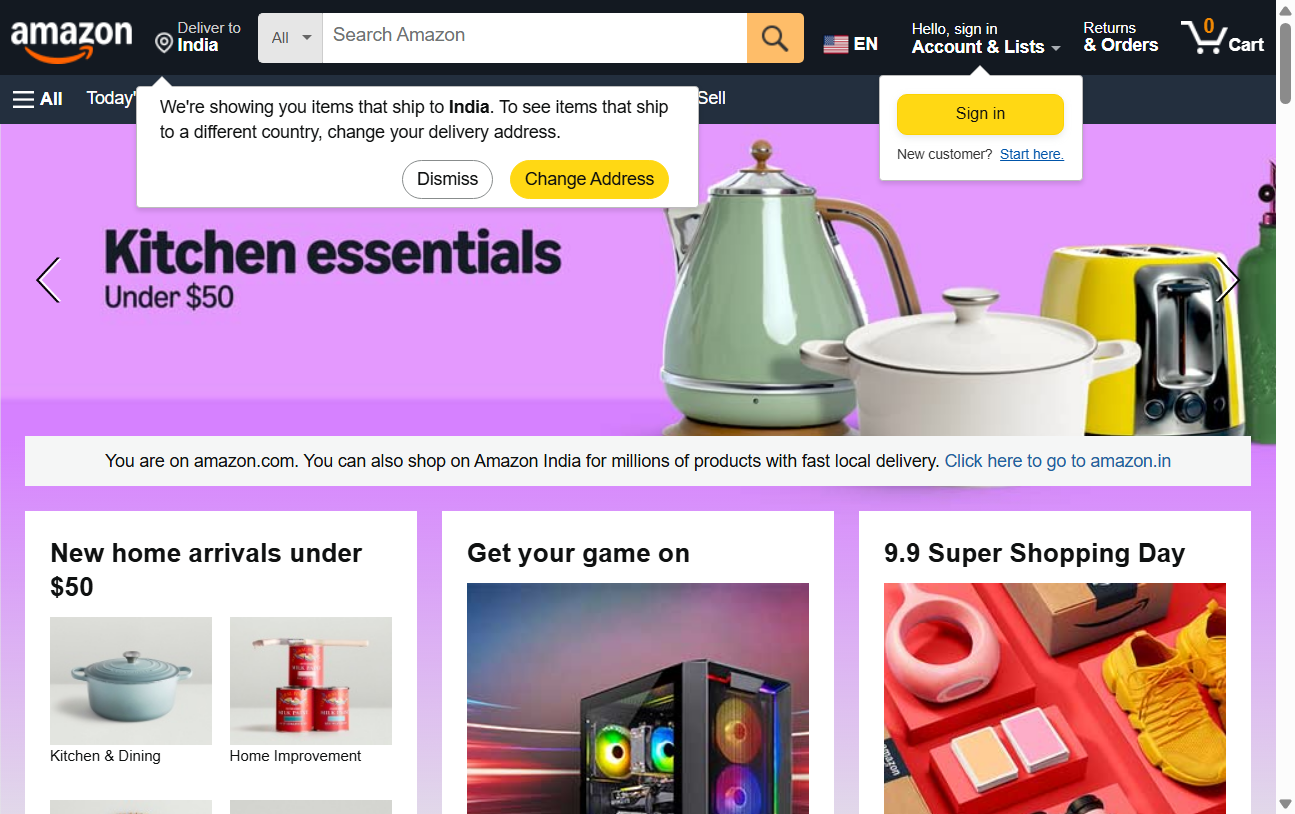 amazon
Deliver to
India
All
Search Amazon
EN
Hello, sign in
Account & Lists
Returns
& Orders
0
Cart
All
Today'
Sell
We're showing you items that ship to India. To see items that ship
to a different country, change your delivery address.
Dismiss
Change Address
Sign in
New customer? Start here.
Kitchen essentials
Under $50
You are on amazon.com. You can also shop on Amazon India for millions of products with fast local delivery. Click here to go to amazon.in
New home arrivals under
$50
Kitchen & Dining
Home Improvement
Get your game on
9.9 Super Shopping Day
amazon